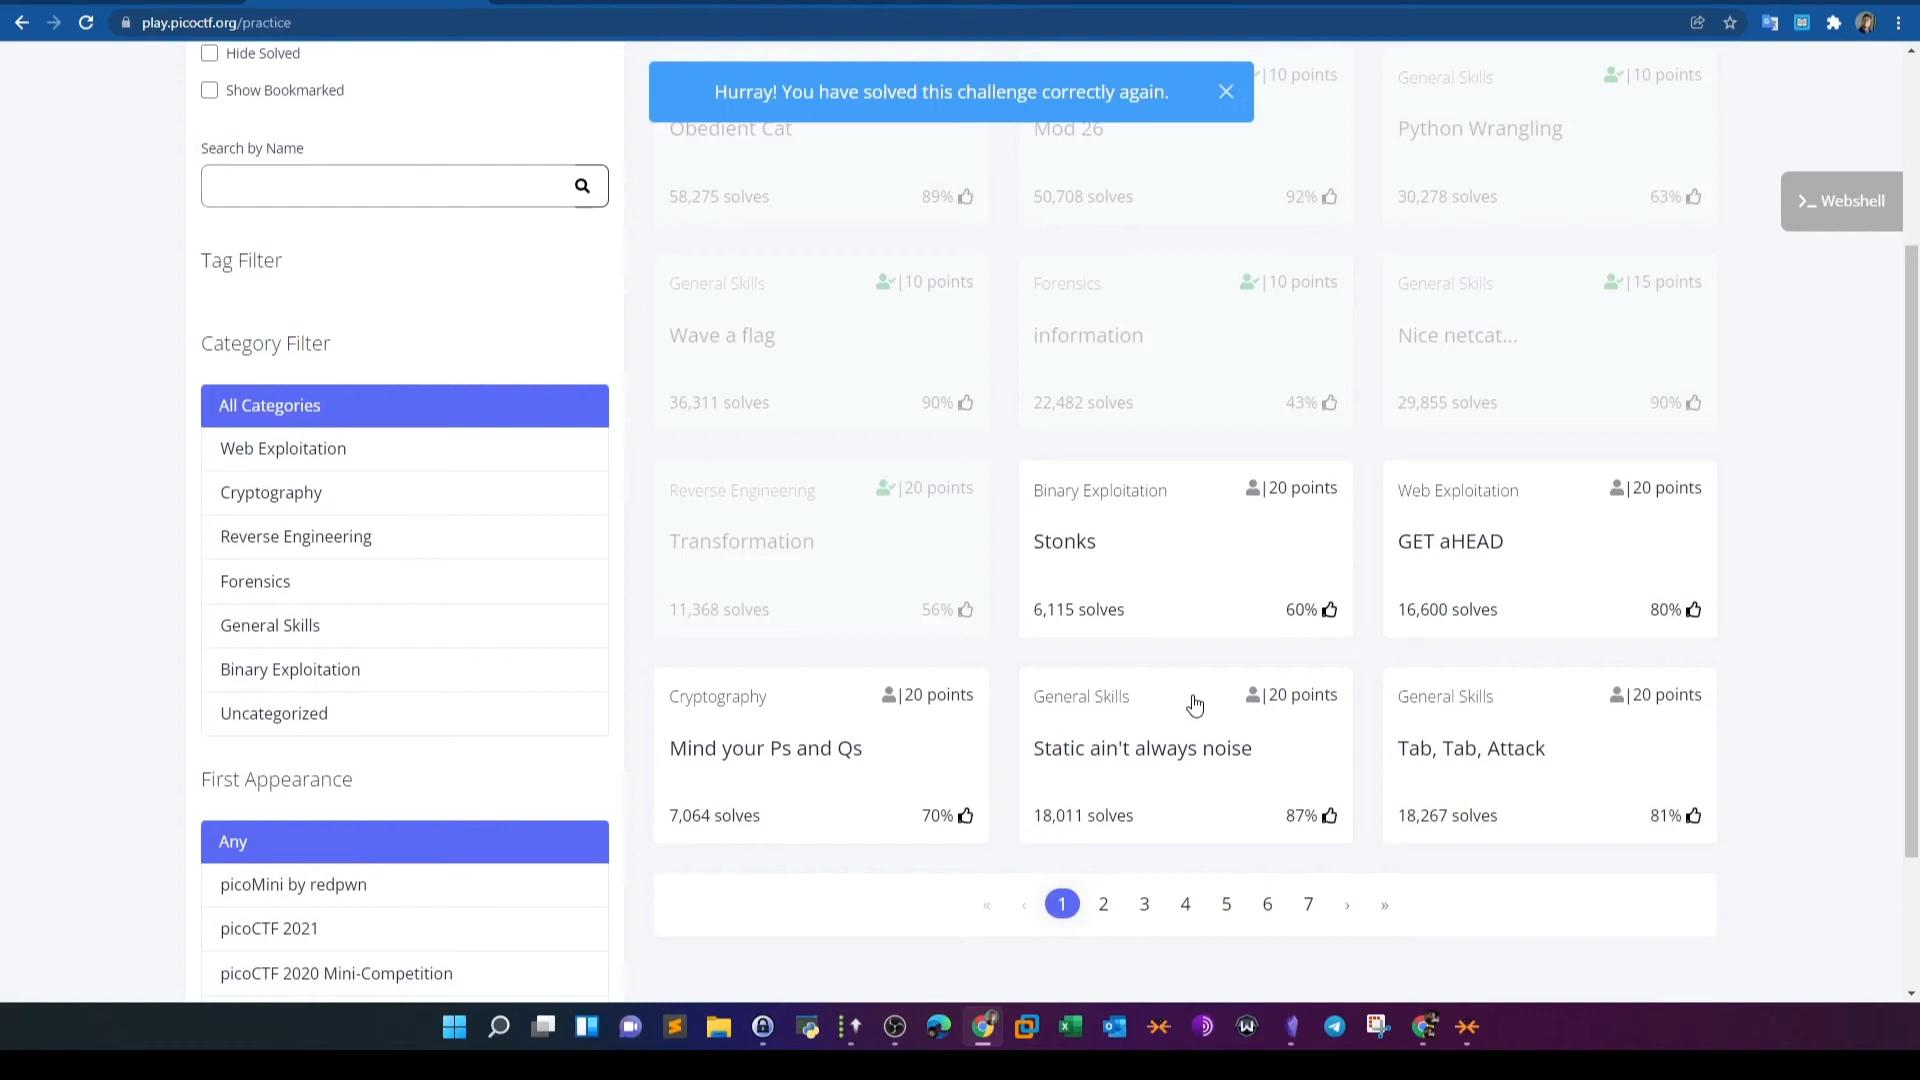 play.picoctf.org/practice
Hide Solved
Show Bookmarked
Search by Name
Tag Filter
Category Filter
All Categories
Web Exploitation
Cryptography
Reverse Engineering
Forensics
General Skills
Binary Exploitation
Uncategorized
First Appearance
Any
picoMini by redpwn
picoCTF 2021
picoCTF 2020 Mini-Competition
Hurray! You have solved this challenge correctly again.
Obedient Cat
58,275 solves 89%
|10 points
Mod 26
50,708 solves 92%
General Skills |10 points
Python Wrangling
30,278 solves 63%
General Skills |10 points
Wave a flag
36,311 solves 90%
Forensics |10 points
information
22,482 solves 43%
General Skills |15 points
Nice netcat...
29,855 solves 90%
Reverse Engineering |20 points
Transformation
11,368 solves 56%
Binary Exploitation |20 points
Stonks
6,115 solves 60%
Web Exploitation |20 points
GET aHEAD
16,600 solves 80%
Cryptography |20 points
Mind your Ps and Qs
7,064 solves 70%
General Skills |20 points
Static ain't always noise
18,011 solves 87%
General Skills |20 points
Tab, Tab, Attack
18,267 solves 81%
« ‹ 1 2 3 4 5 6 7 › »
>_ Webshell